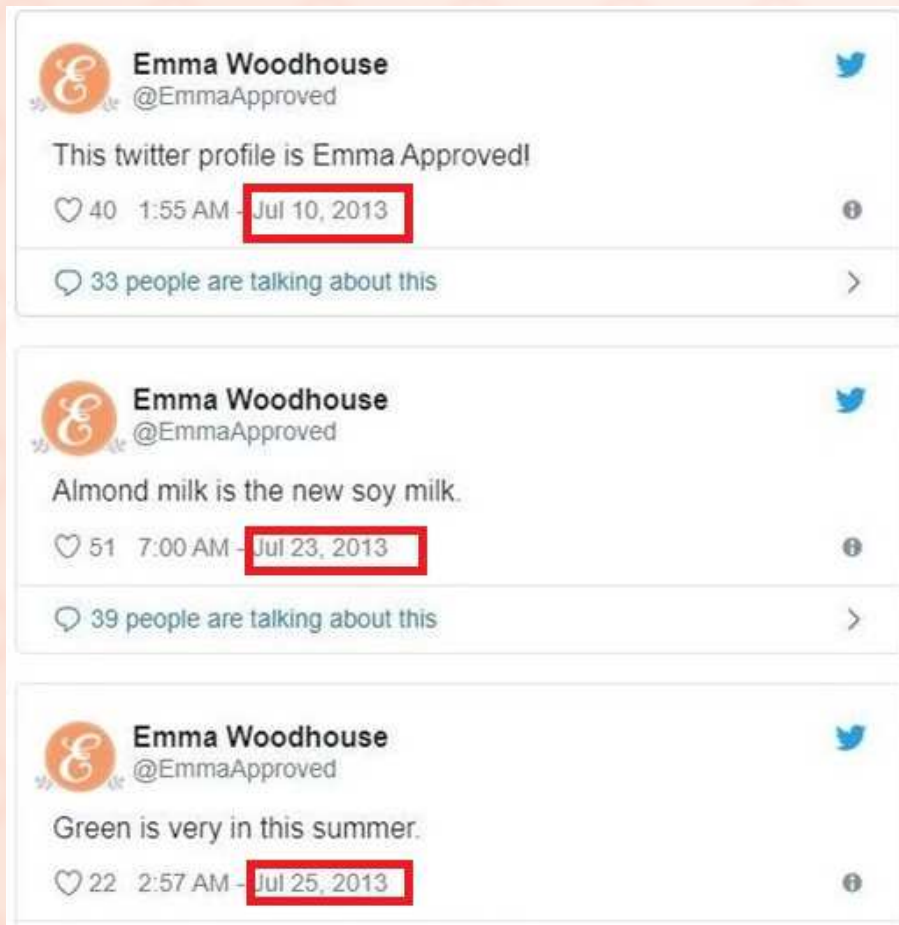 Emma Woodhouse
@EmmaApproved
This twitter profile is Emma Approved!
40 1:55 AM - Jul 10, 2013
33 people are talking about this
Emma Woodhouse
@EmmaApproved
Almond milk is the new soy milk.
51 7:00 AM - Jul 23, 2013
39 people are talking about this
Emma Woodhouse
@EmmaApproved
Green is very in this summer.
22 2:57 AM - Jul 25, 2013